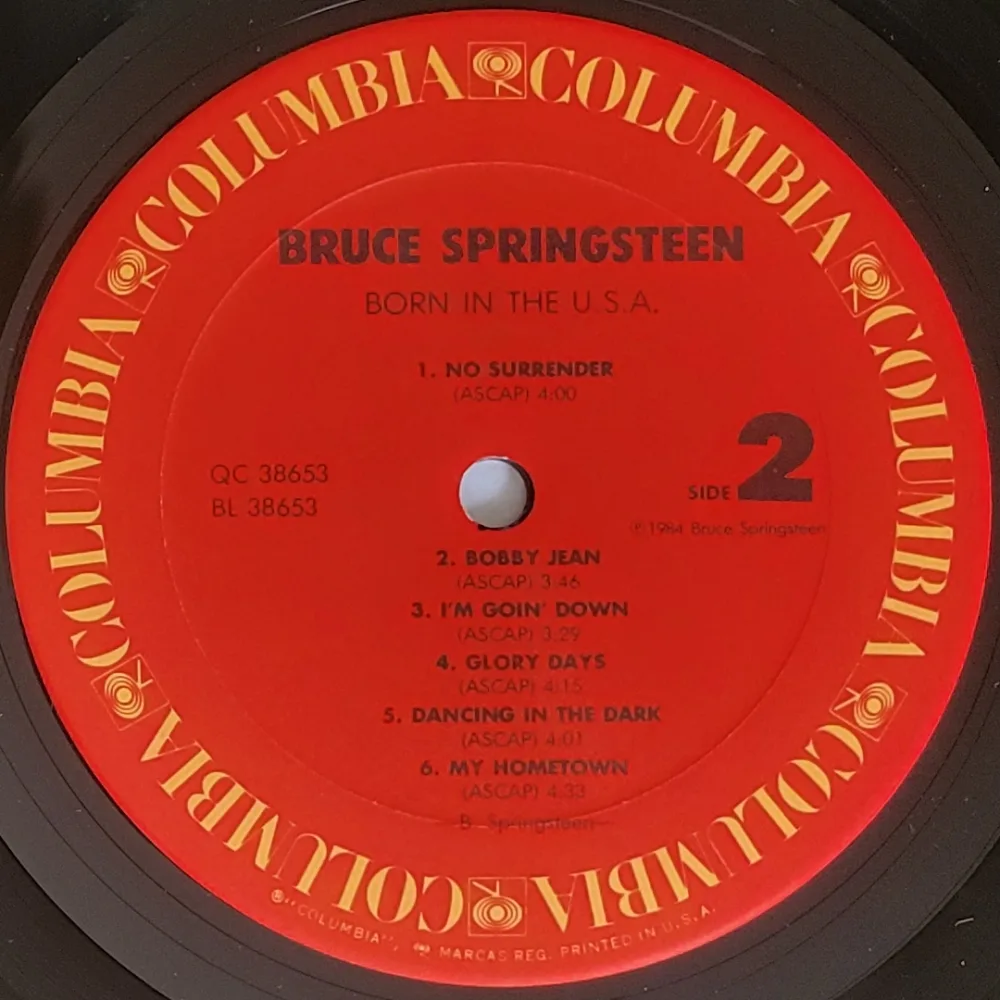 COLUMBIA COLUMBIA COLUMBIA COLUMBIA COLUMBIA COLUMBIA
BRUCE SPRINGSTEEN
BORN IN THE U.S.A.
1. NO SURRENDER
(ASCAP) 4:00
QC 38653
BL 38653
SIDE 2
℗ 1984 Bruce Springsteen
2. BOBBY JEAN
(ASCAP) 3:46
3. I'M GOIN' DOWN
(ASCAP) 3:29
4. GLORY DAYS
(ASCAP) 4:15
5. DANCING IN THE DARK
(ASCAP) 4:01
6. MY HOMETOWN
(ASCAP) 4:33
-B. Springsteen-
®"COLUMBIA", MARCAS REG. PRINTED IN U.S.A.